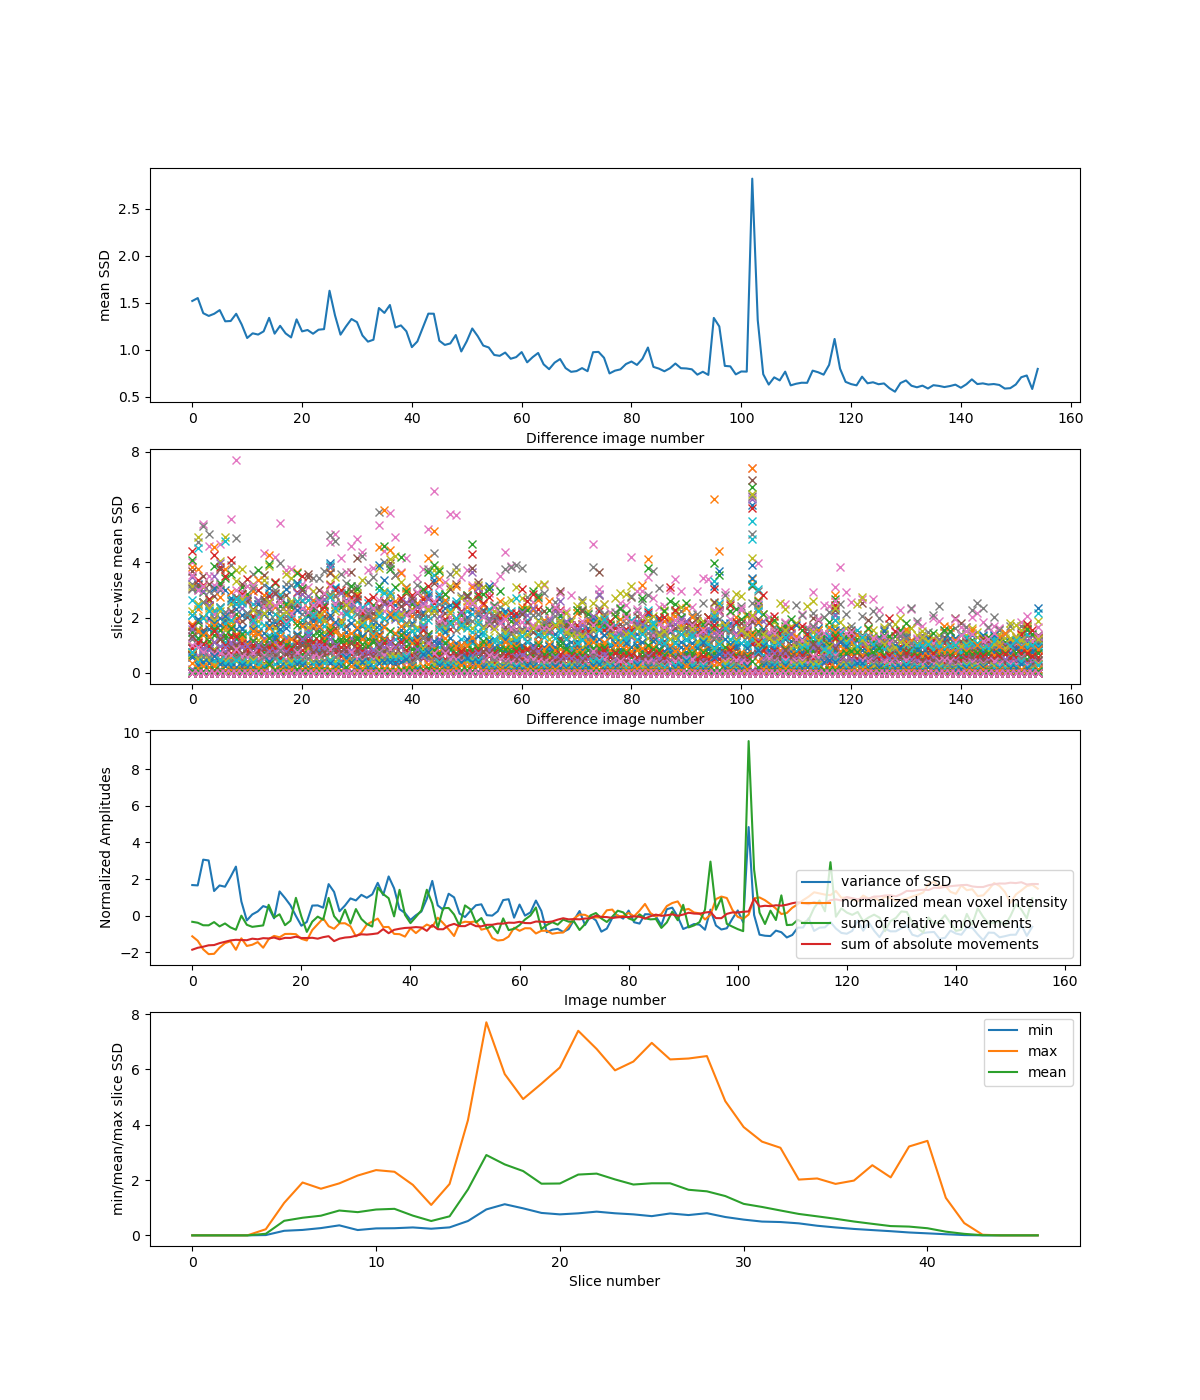 mean SSD
2.5
2.0
1.5
1.0
0.5
0 20 40 60 80 100 120 140 160
Difference image number
slice-wise mean SSD
8
6
4
2
0
0 20 40 60 80 100 120 140 160
Difference image number
Normalized Amplitudes
10
8
6
4
2
0
−2
variance of SSD
normalized mean voxel intensity
sum of relative movements
sum of absolute movements
0 20 40 60 80 100 120 140 160
Image number
min/mean/max slice SSD
8
6
4
2
0
min
max
mean
0 10 20 30 40
Slice number